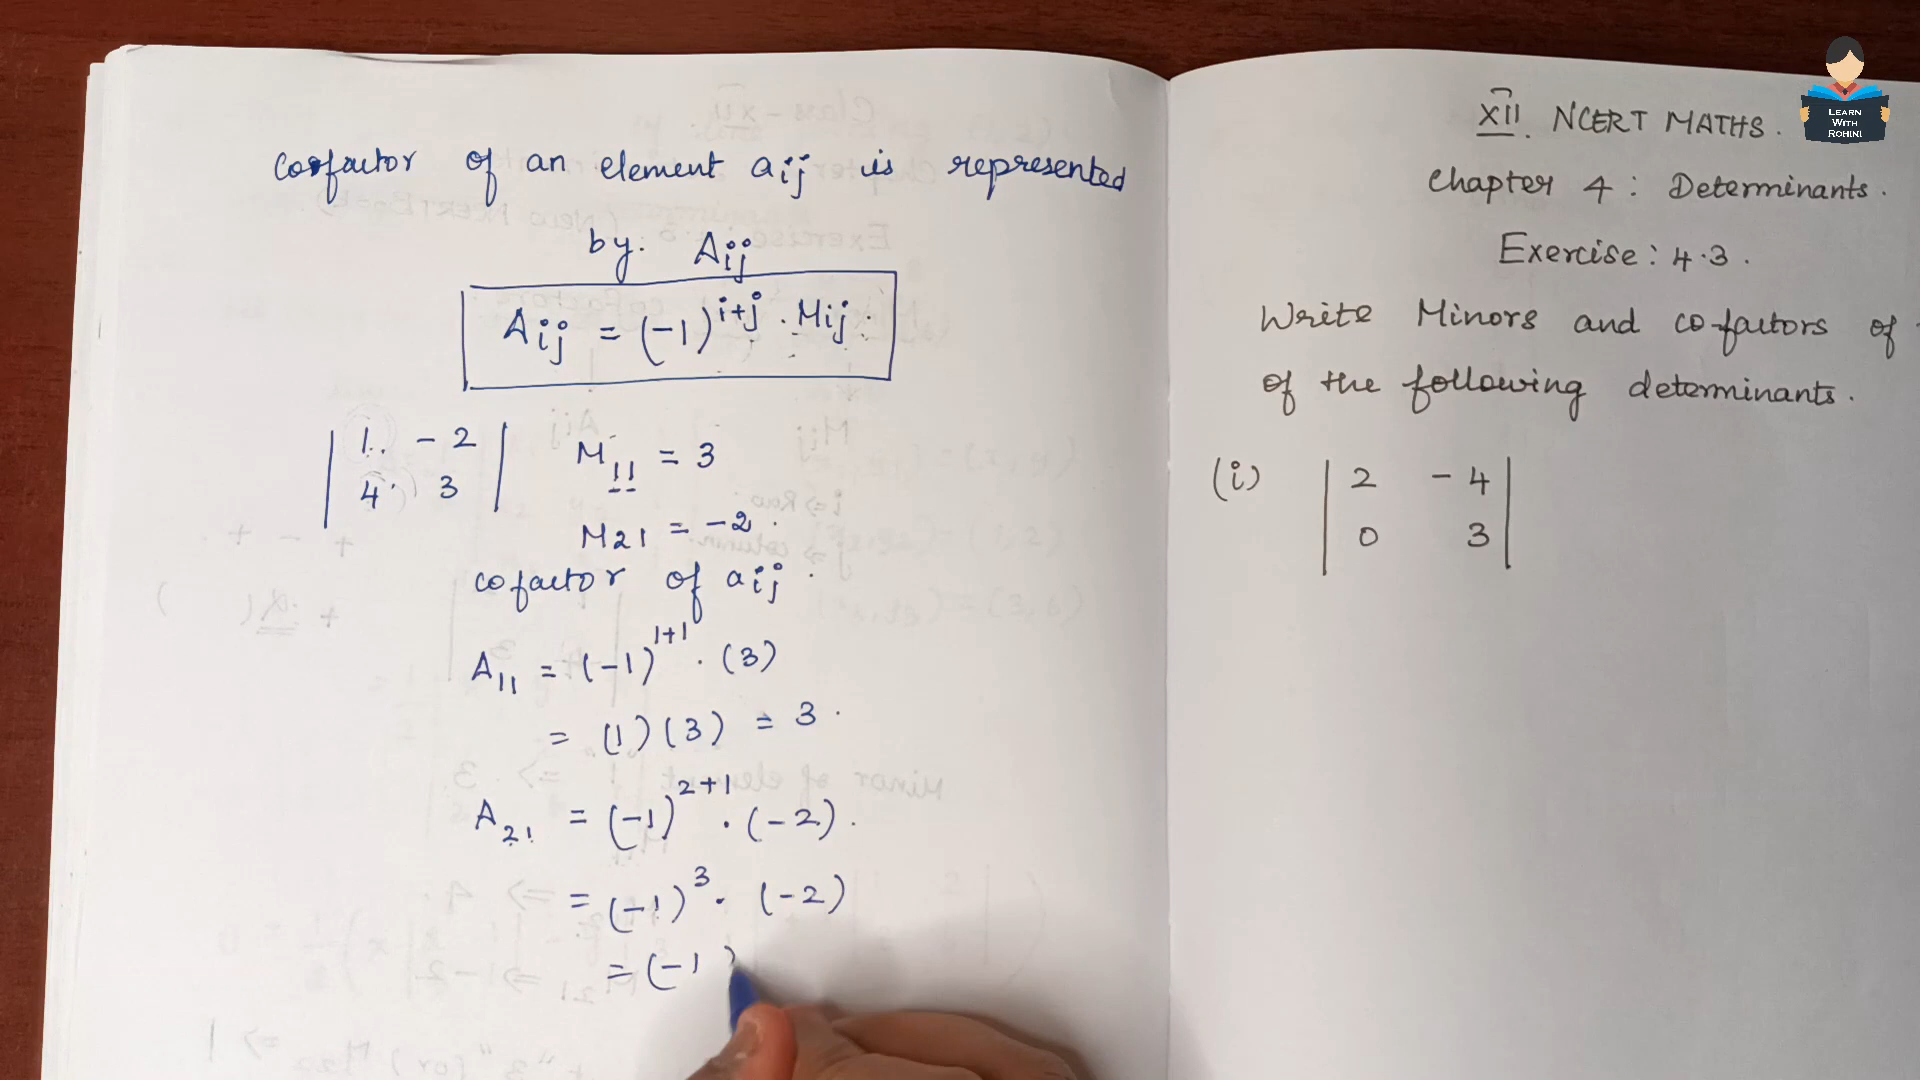 Cofactor of an element aij is represented
by. Aij
Aij = (-1)^i+j . Mij.
| 1. -2 |
| 4. 3 |
M11 = 3
M21 = -2.
cofactor of aij.
A11 = (-1)^1+1 . (3)
= (1)(3) = 3.
A21 = (-1)^2+1 . (-2).
= (-1)^3 . (-2)
= (-1)
XII. NCERT MATHS.
Chapter 4 : Determinants.
Exercise : 4.3.
Write Minors and co-factors of
of the following determinants.
(i) | 2 -4 |
| 0 3 |
LEARN
WITH
ROHINI